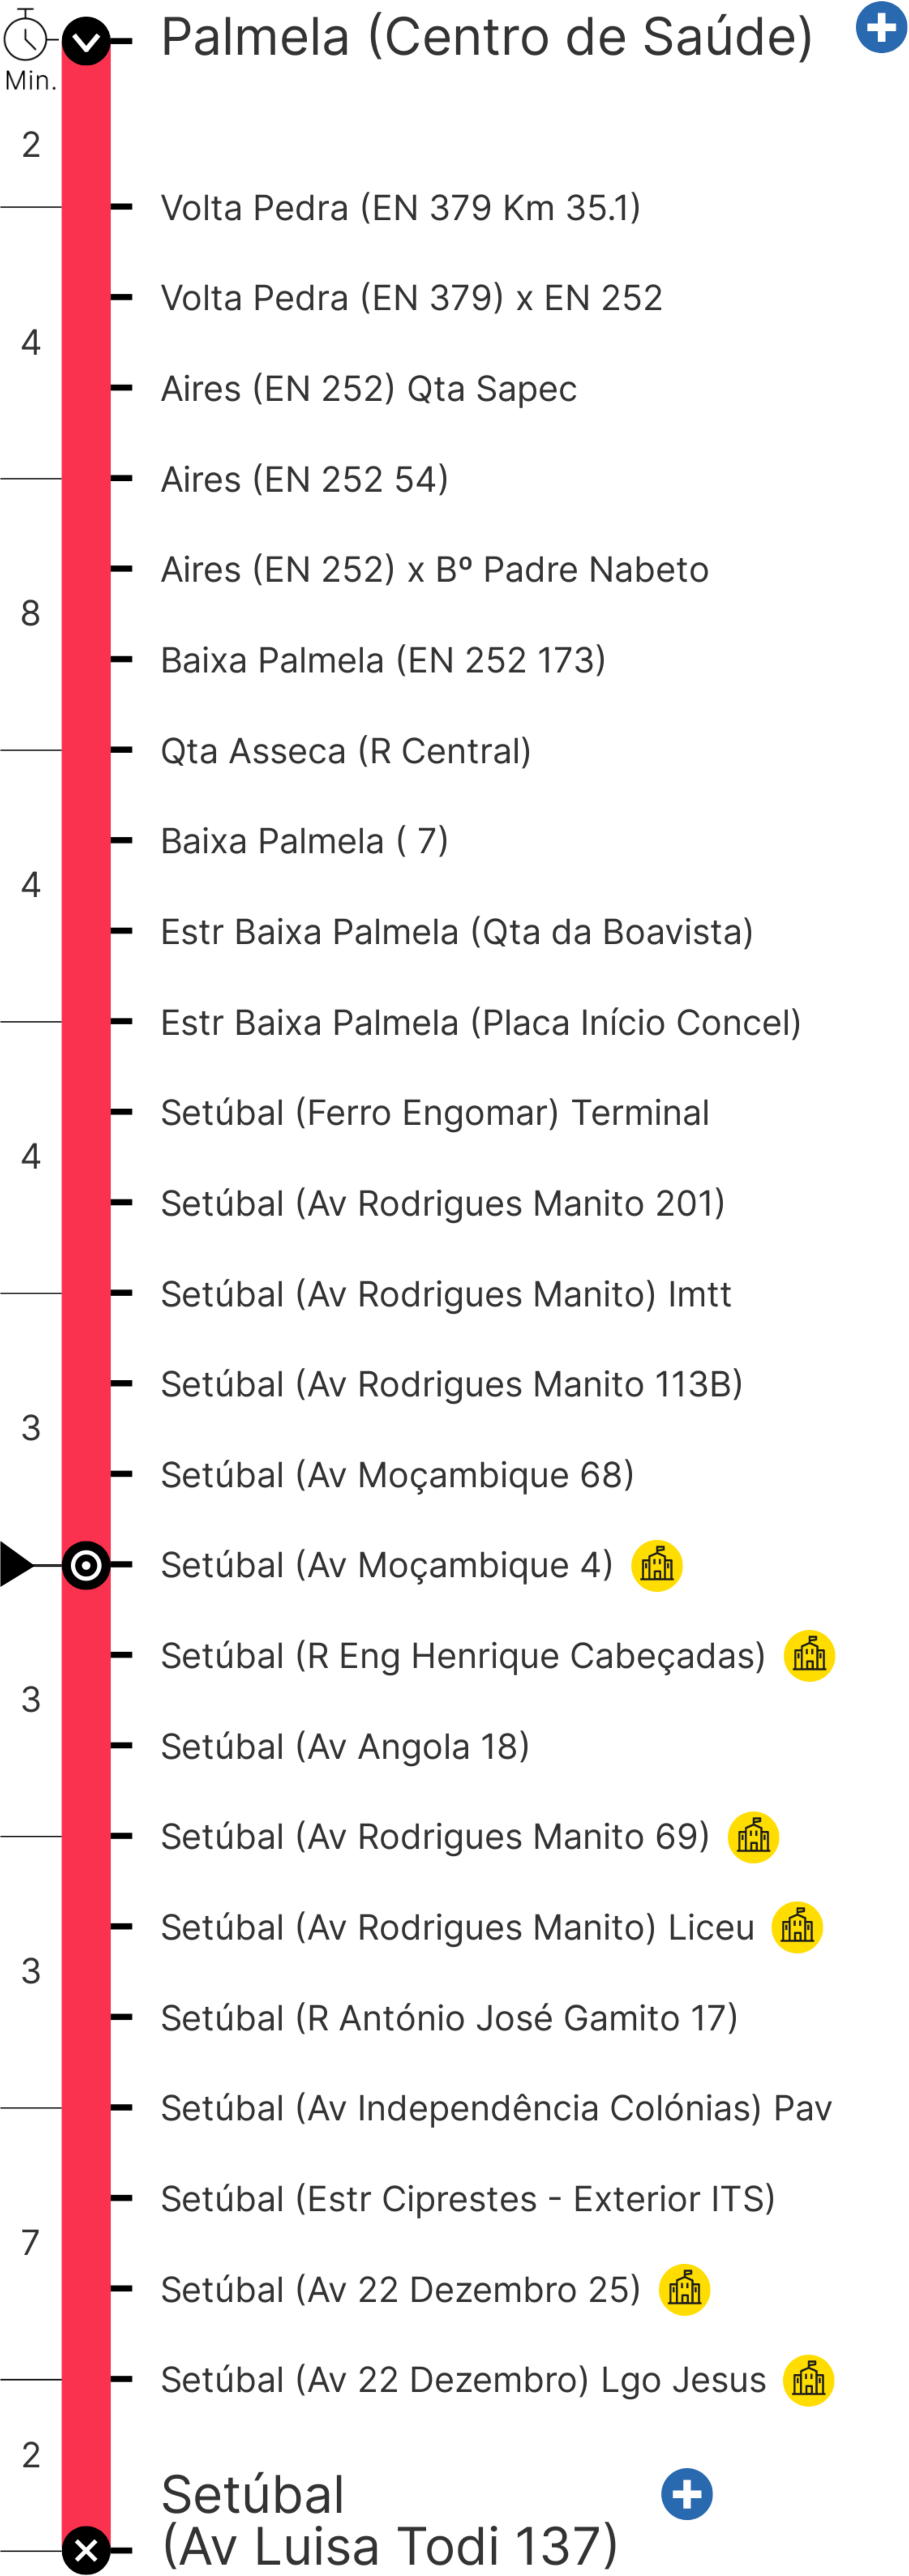 Palmela (Centro de Saúde)
Min.
2
Volta Pedra (EN 379 Km 35.1)
Volta Pedra (EN 379) x EN 252
4
Aires (EN 252) Qta Sapec
Aires (EN 252 54)
Aires (EN 252) x Bº Padre Nabeto
8
Baixa Palmela (EN 252 173)
Qta Asseca (R Central)
Baixa Palmela ( 7)
4
Estr Baixa Palmela (Qta da Boavista)
Estr Baixa Palmela (Placa Início Concel)
Setúbal (Ferro Engomar) Terminal
4
Setúbal (Av Rodrigues Manito 201)
Setúbal (Av Rodrigues Manito) Imtt
Setúbal (Av Rodrigues Manito 113B)
3
Setúbal (Av Moçambique 68)
Setúbal (Av Moçambique 4)
Setúbal (R Eng Henrique Cabeçadas)
3
Setúbal (Av Angola 18)
Setúbal (Av Rodrigues Manito 69)
Setúbal (Av Rodrigues Manito) Liceu
3
Setúbal (R António José Gamito 17)
Setúbal (Av Independência Colónias) Pav
Setúbal (Estr Ciprestes - Exterior ITS)
7
Setúbal (Av 22 Dezembro 25)
Setúbal (Av 22 Dezembro) Lgo Jesus
2
Setúbal
(Av Luisa Todi 137)